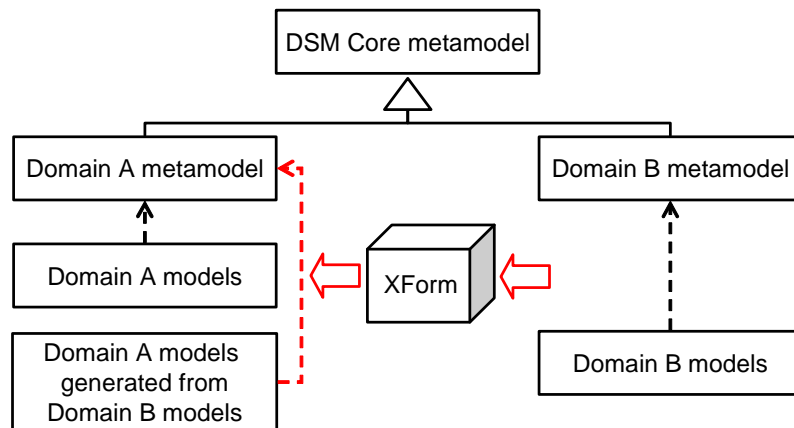 DSM Core metamodel
Domain A metamodel
Domain B metamodel
Domain A models
XForm
Domain A models
generated from
Domain B models
Domain B models